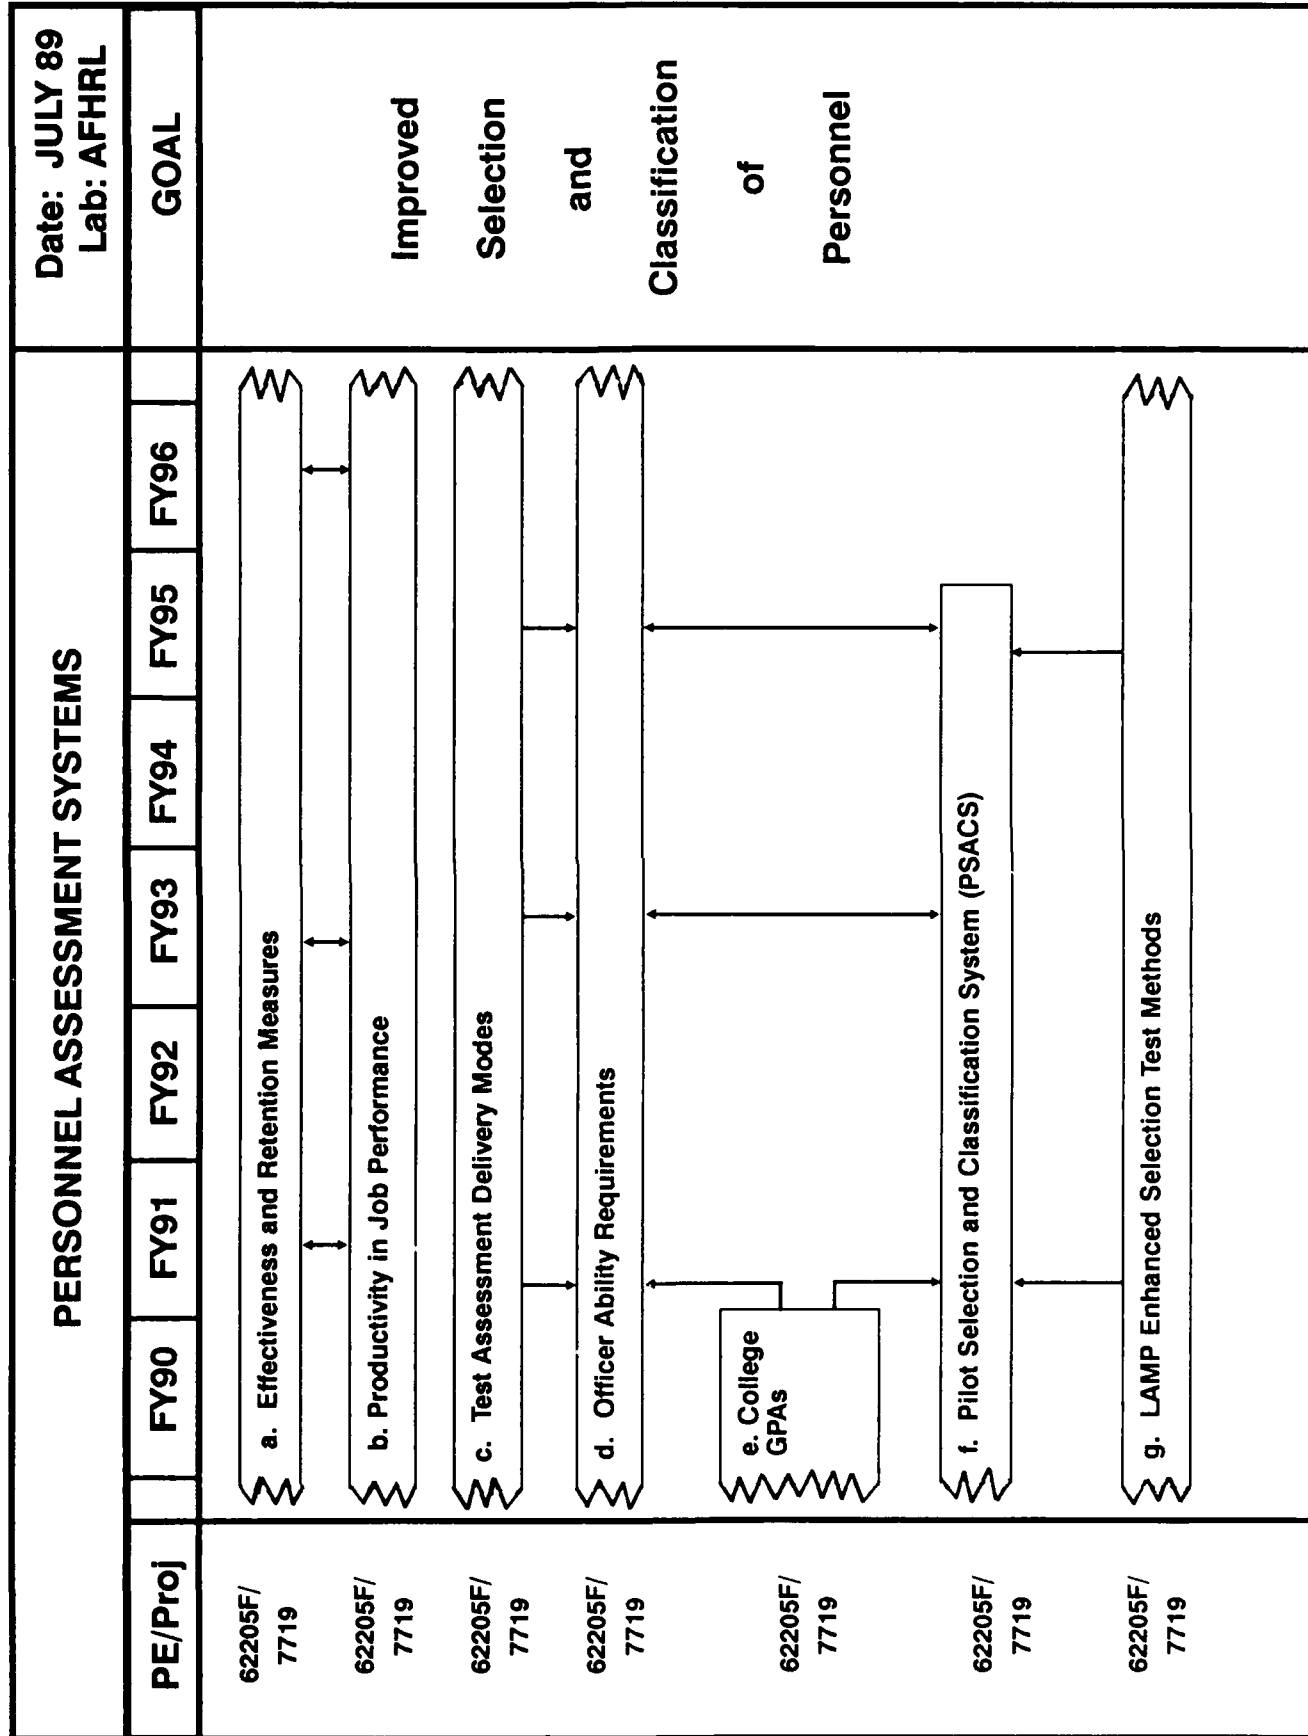 PERSONNEL ASSESSMENT SYSTEMS
Date: JULY 89
Lab: AFHRL
PE/Proj
FY90
FY91
FY92
FY93
FY94
FY95
FY96
GOAL
62205F/
7719
a. Effectiveness and Retention Measures
62205F/
7719
b. Productivity in Job Performance
62205F/
7719
c. Test Assessment Delivery Modes
62205F/
7719
d. Officer Ability Requirements
62205F/
7719
e. College
GPAs
62205F/
7719
f. Pilot Selection and Classification System (PSACS)
62205F/
7719
g. LAMP Enhanced Selection Test Methods
Improved
Selection
and
Classification
of
Personnel